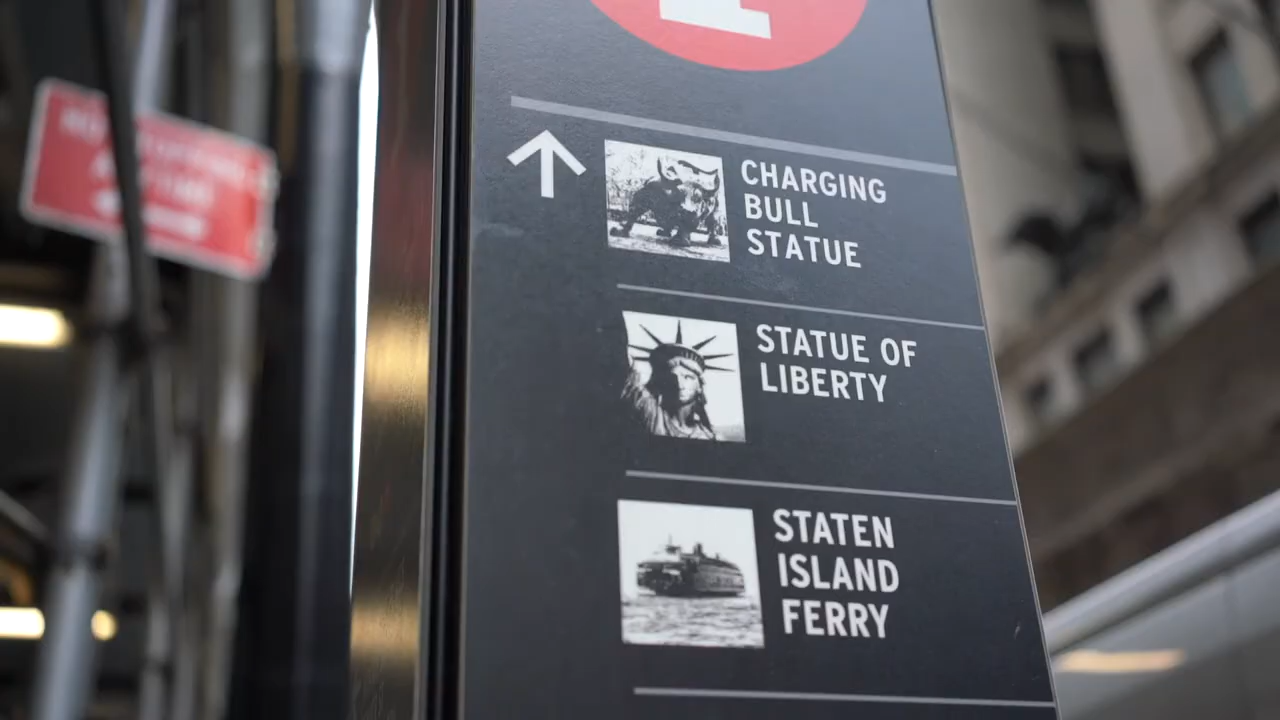 CHARGING
BULL
STATUE
STATUE OF
LIBERTY
STATEN
ISLAND
FERRY